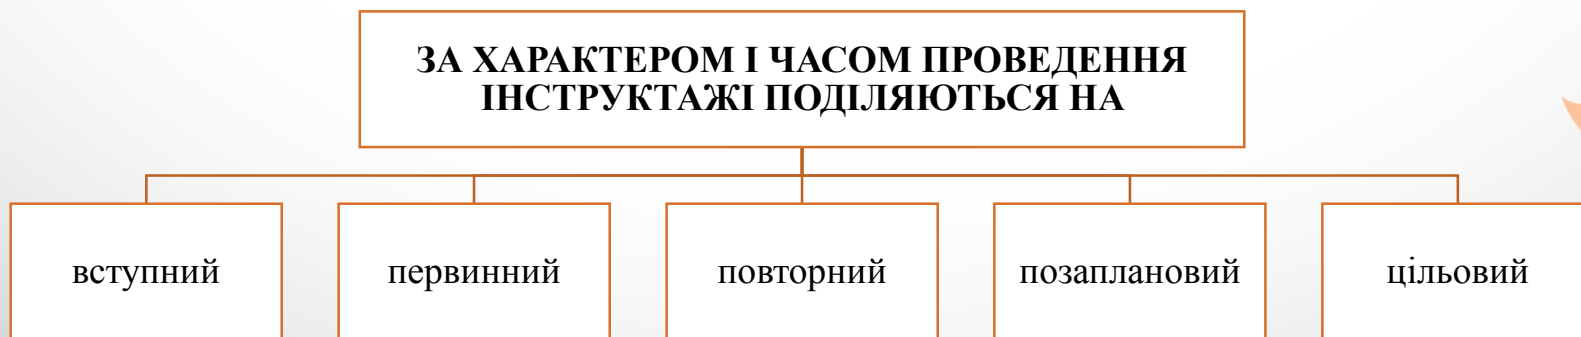 ЗА ХАРАКТЕРОМ І ЧАСОМ ПРОВЕДЕННЯ
ІНСТРУКТАЖІ ПОДІЛЯЮТЬСЯ НА
вступний
первинний
повторний
позаплановий
цільовий